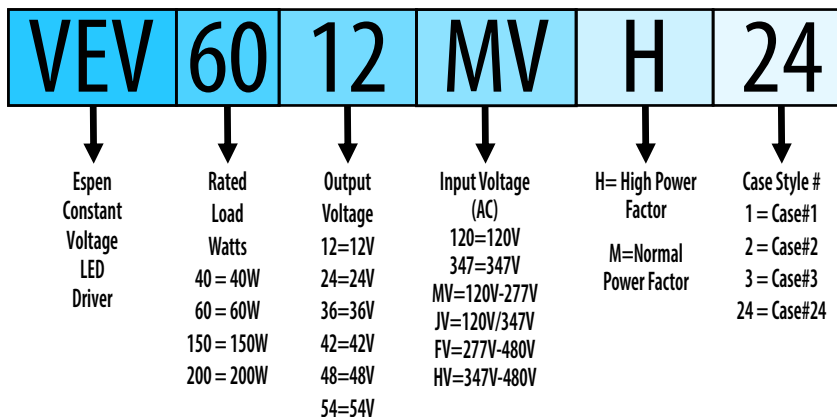 VEV 60 12 MV H 24
Espen
Constant
Voltage
LED
Driver
Rated
Load
Watts
40 = 40W
60 = 60W
150 = 150W
200 = 200W
Output
Voltage
12=12V
24=24V
36=36V
42=42V
48=48V
54=54V
Input Voltage
(AC)
120=120V
347=347V
MV=120V-277V
JV=120V/347V
FV=277V-480V
HV=347V-480V
H= High Power
Factor
M=Normal
Power Factor
Case Style #
1 = Case#1
2 = Case#2
3 = Case#3
24 = Case#24